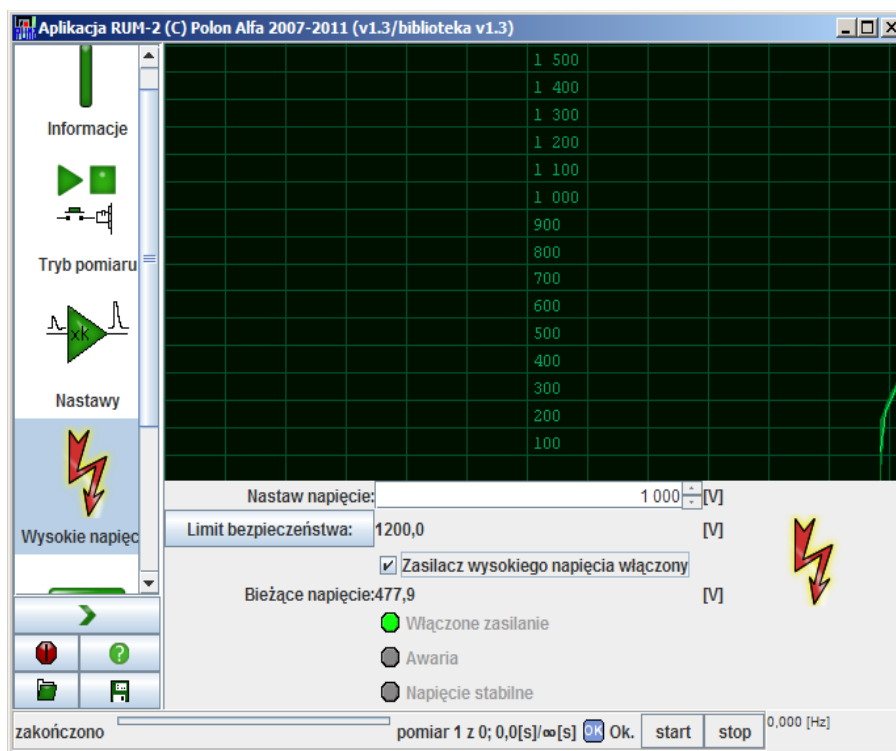 Aplikacja RUM-2 (C) Polon Alfa 2007-2011 (v1.3/biblioteka v1.3)
Informacje
Tryb pomiaru
xK
Nastawy
Wysokie napięc
1 500
1 400
1 300
1 200
1 100
1 000
900
800
700
600
500
400
300
200
100
Nastaw napięcie: 1 000 [V]
Limit bezpieczeństwa: 1200,0 [V]
Zasilacz wysokiego napięcia włączony
Bieżące napięcie: 477,9 [V]
Włączone zasilanie
Awaria
Napięcie stabilne
zakończono pomiar 1 z 0; 0,0[s]/∞[s] OK Ok. start stop 0,000 [Hz]